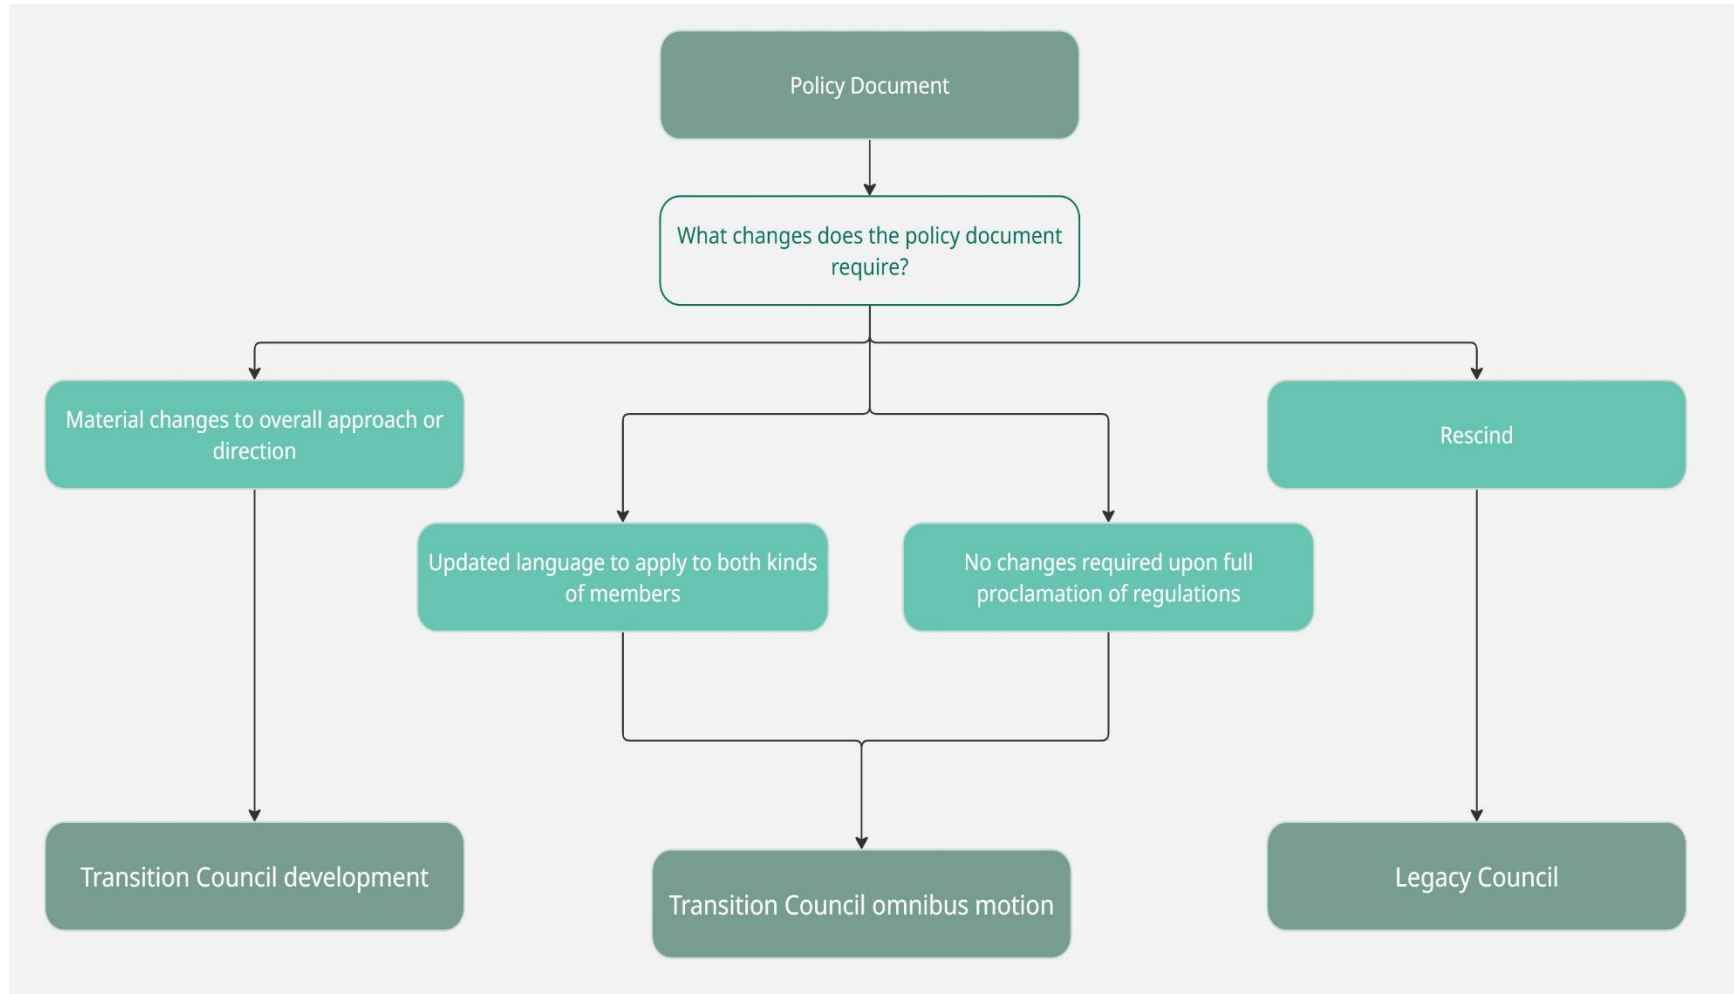 Policy Document
What changes does the policy document
require?
Material changes to overall approach or
direction
Rescind
Updated language to apply to both kinds
of members
No changes required upon full
proclamation of regulations
Transition Council development
Transition Council omnibus motion
Legacy Council